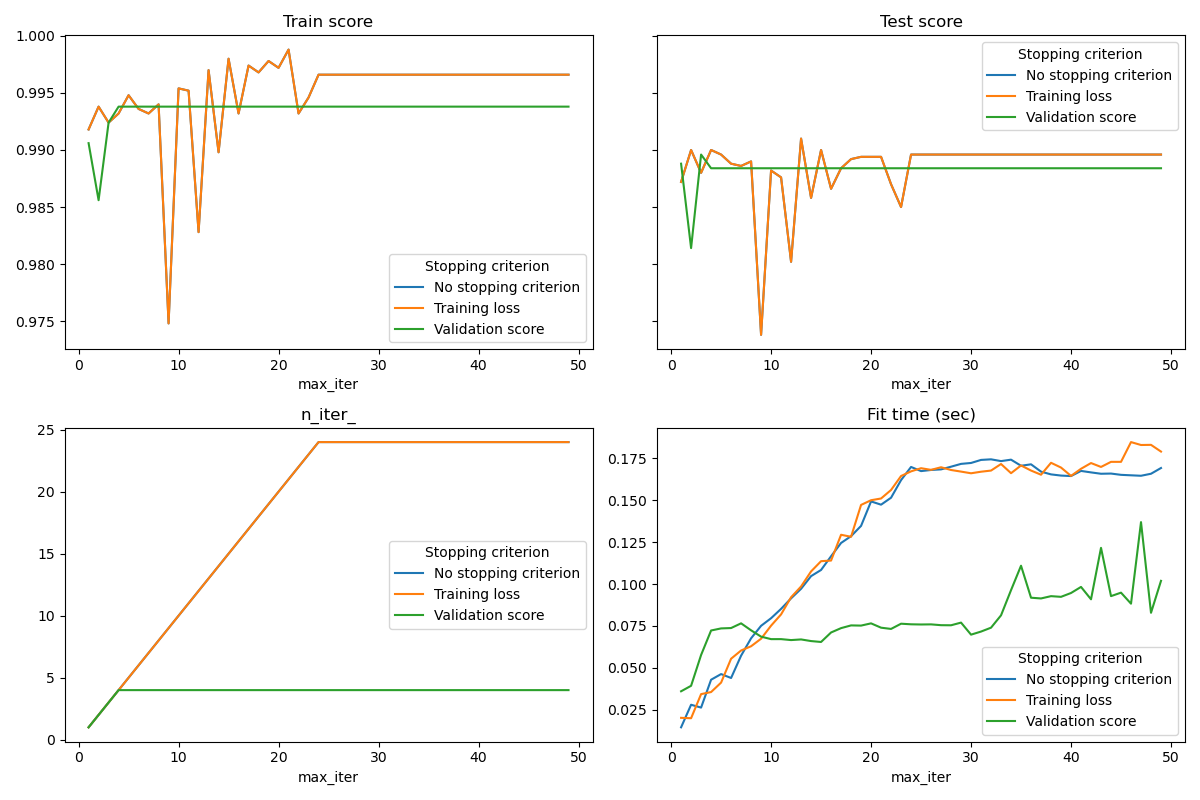 Train score
1.000
0.995
0.990
0.985
0.980
0.975
Stopping criterion
No stopping criterion
Training loss
Validation score
0 10 20 30 40 50
max_iter
Test score
Stopping criterion
No stopping criterion
Training loss
Validation score
0 10 20 30 40 50
max_iter
n_iter_
25
20
15
10
5
0
Stopping criterion
No stopping criterion
Training loss
Validation score
0 10 20 30 40 50
max_iter
Fit time (sec)
0.175
0.150
0.125
0.100
0.075
0.050
0.025
Stopping criterion
No stopping criterion
Training loss
Validation score
0 10 20 30 40 50
max_iter